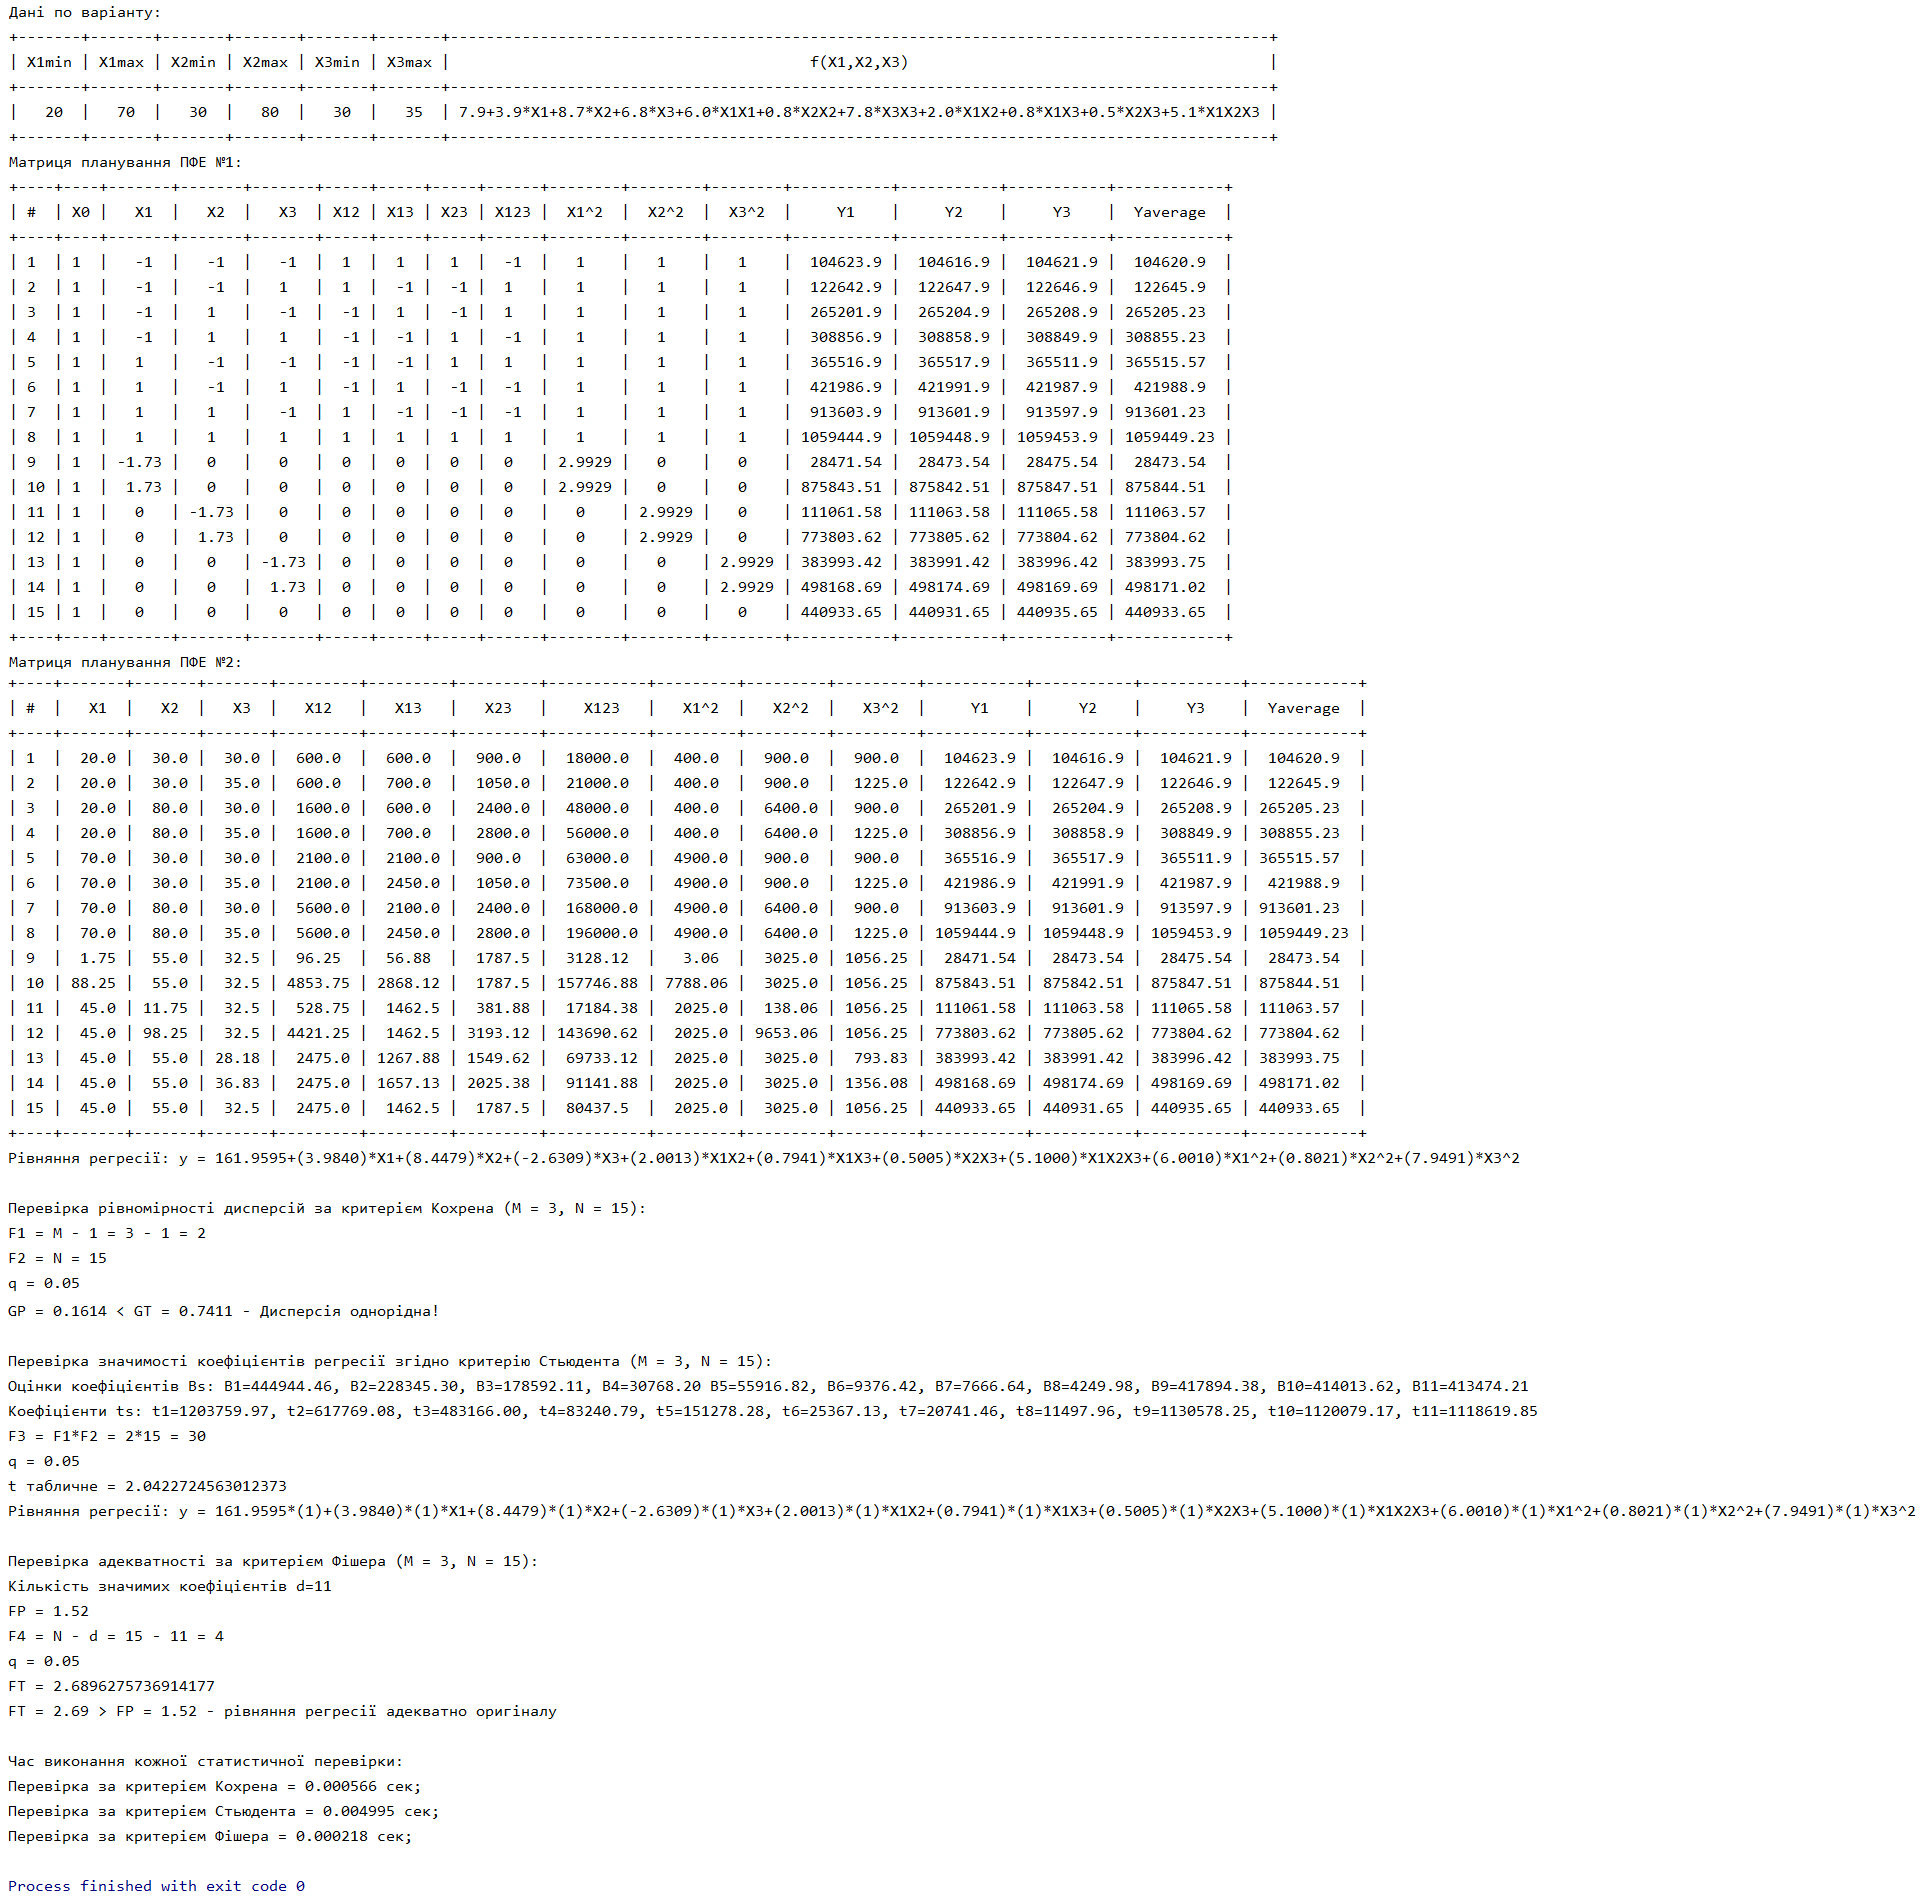 Дані по варіанту:
+-------+-------+-------+-------+-------+-------+-------------------------------------------------------------------------------------------+
| X1min | X1max | X2min | X2max | X3min | X3max |                                        f(X1,X2,X3)                                        |
+-------+-------+-------+-------+-------+-------+-------------------------------------------------------------------------------------------+
|   20  |   70  |   30  |   80  |   30  |   35  | 7.9+3.9*X1+8.7*X2+6.8*X3+6.0*X1X1+0.8*X2X2+7.8*X3X3+2.0*X1X2+0.8*X1X3+0.5*X2X3+5.1*X1X2X3 |
+-------+-------+-------+-------+-------+-------+-------------------------------------------------------------------------------------------+
Матриця планування ПФЕ №1:
+----+----+-------+-------+-------+-----+-----+-----+------+--------+--------+--------+-----------+-----------+-----------+------------+
| #  | X0 |   X1  |   X2  |   X3  | X12 | X13 | X23 | X123 |  X1^2  |  X2^2  |  X3^2  |     Y1    |     Y2    |     Y3    |  Yaverage  |
+----+----+-------+-------+-------+-----+-----+-----+------+--------+--------+--------+-----------+-----------+-----------+------------+
| 1  | 1  |   -1  |   -1  |   -1  |  1  |  1  |  1  |  -1  |   1    |   1    |   1    |  104623.9 |  104616.9 |  104621.9 |  104620.9  |
| 2  | 1  |   -1  |   -1  |   1   |  1  |  -1 |  -1 |  1   |   1    |   1    |   1    |  122642.9 |  122647.9 |  122646.9 |  122645.9  |
| 3  | 1  |   -1  |   1   |   -1  |  -1 |  1  |  -1 |  1   |   1    |   1    |   1    |  265201.9 |  265204.9 |  265208.9 | 265205.23  |
| 4  | 1  |   -1  |   1   |   1   |  -1 |  -1 |  1  |  -1  |   1    |   1    |   1    |  308856.9 |  308858.9 |  308849.9 | 308855.23  |
| 5  | 1  |   1   |   -1  |   -1  |  -1 |  -1 |  1  |  1   |   1    |   1    |   1    |  365516.9 |  365517.9 |  365511.9 | 365515.57  |
| 6  | 1  |   1   |   -1  |   1   |  -1 |  1  |  -1 |  -1  |   1    |   1    |   1    |  421986.9 |  421991.9 |  421987.9 |  421988.9  |
| 7  | 1  |   1   |   1   |   -1  |  1  |  -1 |  -1 |  -1  |   1    |   1    |   1    |  913603.9 |  913601.9 |  913597.9 | 913601.23  |
| 8  | 1  |   1   |   1   |   1   |  1  |  1  |  1  |  1   |   1    |   1    |   1    | 1059444.9 | 1059448.9 | 1059453.9 | 1059449.23 |
| 9  | 1  | -1.73 |   0   |   0   |  0  |  0  |  0  |  0   | 2.9929 |   0    |   0    |  28471.54 |  28473.54 |  28475.54 |  28473.54  |
| 10 | 1  |  1.73 |   0   |   0   |  0  |  0  |  0  |  0   | 2.9929 |   0    |   0    | 875843.51 | 875842.51 | 875847.51 | 875844.51  |
| 11 | 1  |   0   | -1.73 |   0   |  0  |  0  |  0  |  0   |   0    | 2.9929 |   0    | 111061.58 | 111063.58 | 111065.58 | 111063.57  |
| 12 | 1  |   0   |  1.73 |   0   |  0  |  0  |  0  |  0   |   0    | 2.9929 |   0    | 773803.62 | 773805.62 | 773804.62 | 773804.62  |
| 13 | 1  |   0   |   0   | -1.73 |  0  |  0  |  0  |  0   |   0    |   0    | 2.9929 | 383993.42 | 383991.42 | 383996.42 | 383993.75  |
| 14 | 1  |   0   |   0   |  1.73 |  0  |  0  |  0  |  0   |   0    |   0    | 2.9929 | 498168.69 | 498174.69 | 498169.69 | 498171.02  |
| 15 | 1  |   0   |   0   |   0   |  0  |  0  |  0  |  0   |   0    |   0    |   0    | 440933.65 | 440931.65 | 440935.65 | 440933.65  |
+----+----+-------+-------+-------+-----+-----+-----+------+--------+--------+--------+-----------+-----------+-----------+------------+
Матриця планування ПФЕ №2:
+----+-------+-------+-------+---------+---------+---------+-----------+---------+---------+---------+-----------+-----------+-----------+------------+
| #  |   X1  |   X2  |   X3  |   X12   |   X13   |   X23   |    X123   |   X1^2  |   X2^2  |   X3^2  |     Y1    |     Y2    |     Y3    |  Yaverage  |
+----+-------+-------+-------+---------+---------+---------+-----------+---------+---------+---------+-----------+-----------+-----------+------------+
| 1  |  20.0 |  30.0 |  30.0 |  600.0  |  600.0  |  900.0  |  18000.0  |  400.0  |  900.0  |  900.0  |  104623.9 |  104616.9 |  104621.9 |  104620.9  |
| 2  |  20.0 |  30.0 |  35.0 |  600.0  |  700.0  |  1050.0 |  21000.0  |  400.0  |  900.0  |  1225.0 |  122642.9 |  122647.9 |  122646.9 |  122645.9  |
| 3  |  20.0 |  80.0 |  30.0 |  1600.0 |  600.0  |  2400.0 |  48000.0  |  400.0  |  6400.0 |  900.0  |  265201.9 |  265204.9 |  265208.9 | 265205.23  |
| 4  |  20.0 |  80.0 |  35.0 |  1600.0 |  700.0  |  2800.0 |  56000.0  |  400.0  |  6400.0 |  1225.0 |  308856.9 |  308858.9 |  308849.9 | 308855.23  |
| 5  |  70.0 |  30.0 |  30.0 |  2100.0 |  2100.0 |  900.0  |  63000.0  |  4900.0 |  900.0  |  900.0  |  365516.9 |  365517.9 |  365511.9 | 365515.57  |
| 6  |  70.0 |  30.0 |  35.0 |  2100.0 |  2450.0 |  1050.0 |  73500.0  |  4900.0 |  900.0  |  1225.0 |  421986.9 |  421991.9 |  421987.9 |  421988.9  |
| 7  |  70.0 |  80.0 |  30.0 |  5600.0 |  2100.0 |  2400.0 |  168000.0 |  4900.0 |  6400.0 |  900.0  |  913603.9 |  913601.9 |  913597.9 | 913601.23  |
| 8  |  70.0 |  80.0 |  35.0 |  5600.0 |  2450.0 |  2800.0 |  196000.0 |  4900.0 |  6400.0 |  1225.0 | 1059444.9 | 1059448.9 | 1059453.9 | 1059449.23 |
| 9  |  1.75 |  55.0 |  32.5 |  96.25  |  56.88  |  1787.5 |  3128.12  |   3.06  |  3025.0 | 1056.25 |  28471.54 |  28473.54 |  28475.54 |  28473.54  |
| 10 | 88.25 |  55.0 |  32.5 | 4853.75 | 2868.12 |  1787.5 | 157746.88 | 7788.06 |  3025.0 | 1056.25 | 875843.51 | 875842.51 | 875847.51 | 875844.51  |
| 11 |  45.0 | 11.75 |  32.5 |  528.75 |  1462.5 |  381.88 |  17184.38 |  2025.0 |  138.06 | 1056.25 | 111061.58 | 111063.58 | 111065.58 | 111063.57  |
| 12 |  45.0 | 98.25 |  32.5 | 4421.25 |  1462.5 | 3193.12 | 143690.62 |  2025.0 | 9653.06 | 1056.25 | 773803.62 | 773805.62 | 773804.62 | 773804.62  |
| 13 |  45.0 |  55.0 | 28.18 |  2475.0 | 1267.88 | 1549.62 |  69733.12 |  2025.0 |  3025.0 |  793.83 | 383993.42 | 383991.42 | 383996.42 | 383993.75  |
| 14 |  45.0 |  55.0 | 36.83 |  2475.0 | 1657.13 | 2025.38 |  91141.88 |  2025.0 |  3025.0 | 1356.08 | 498168.69 | 498174.69 | 498169.69 | 498171.02  |
| 15 |  45.0 |  55.0 |  32.5 |  2475.0 |  1462.5 |  1787.5 |  80437.5  |  2025.0 |  3025.0 | 1056.25 | 440933.65 | 440931.65 | 440935.65 | 440933.65  |
+----+-------+-------+-------+---------+---------+---------+-----------+---------+---------+---------+-----------+-----------+-----------+------------+
Рівняння регресії: y = 161.9595+(3.9840)*X1+(8.4479)*X2+(-2.6309)*X3+(2.0013)*X1X2+(0.7941)*X1X3+(0.5005)*X2X3+(5.1000)*X1X2X3+(6.0010)*X1^2+(0.8021)*X2^2+(7.9491)*X3^2
Перевірка рівномірності дисперсій за критерієм Кохрена (M = 3, N = 15):
F1 = M - 1 = 3 - 1 = 2
F2 = N = 15
q = 0.05
GP = 0.1614 < GT = 0.7411 - Дисперсія однорідна!
Перевірка значимості коефіцієнтів регресії згідно критерію Стьюдента (M = 3, N = 15):
Оцінки коефіцієнтів Bs: B1=444944.46, B2=228345.30, B3=178592.11, B4=30768.20 B5=55916.82, B6=9376.42, B7=7666.64, B8=4249.98, B9=417894.38, B10=414013.62, B11=413474.21
Коефіцієнти ts: t1=1203759.97, t2=617769.08, t3=483166.00, t4=83240.79, t5=151278.28, t6=25367.13, t7=20741.46, t8=11497.96, t9=1130578.25, t10=1120079.17, t11=1118619.85
F3 = F1*F2 = 2*15 = 30
q = 0.05
t табличне = 2.0422724563012373
Рівняння регресії: y = 161.9595*(1)+(3.9840)*(1)*X1+(8.4479)*(1)*X2+(-2.6309)*(1)*X3+(2.0013)*(1)*X1X2+(0.7941)*(1)*X1X3+(0.5005)*(1)*X2X3+(5.1000)*(1)*X1X2X3+(6.0010)*(1)*X1^2+(0.8021)*(1)*X2^2+(7.9491)*(1)*X3^2
Перевірка адекватності за критерієм Фішера (M = 3, N = 15):
Кількість значимих коефіцієнтів d=11
FP = 1.52
F4 = N - d = 15 - 11 = 4
q = 0.05
FT = 2.6896275736914177
FT = 2.69 > FP = 1.52 - рівняння регресії адекватно оригіналу
Час виконання кожної статистичної перевірки:
Перевірка за критерієм Кохрена = 0.000566 сек;
Перевірка за критерієм Стьюдента = 0.004995 сек;
Перевірка за критерієм Фішера = 0.000218 сек;
Process finished with exit code 0